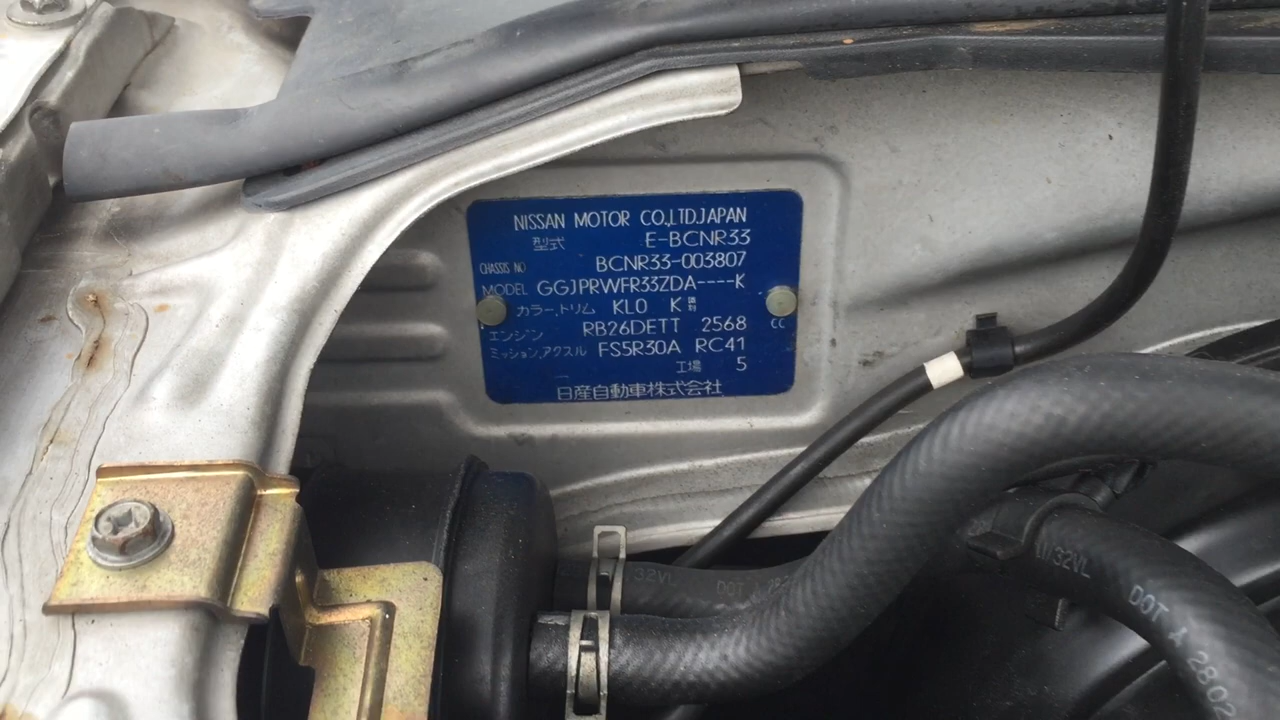 NISSAN MOTOR CO.,LTD.JAPAN
型式 E-BCNR33
CHASSIS NO BCNR33-003807
MODEL GGJPRWFR33ZDA----K
カラー.トリム KL0 K
エンジン RB26DETT 2568 CC
ミッション.アクスル FS5R30A RC41
工場 5
日産自動車株式会社
32VL DOT
32VL DOT 2802